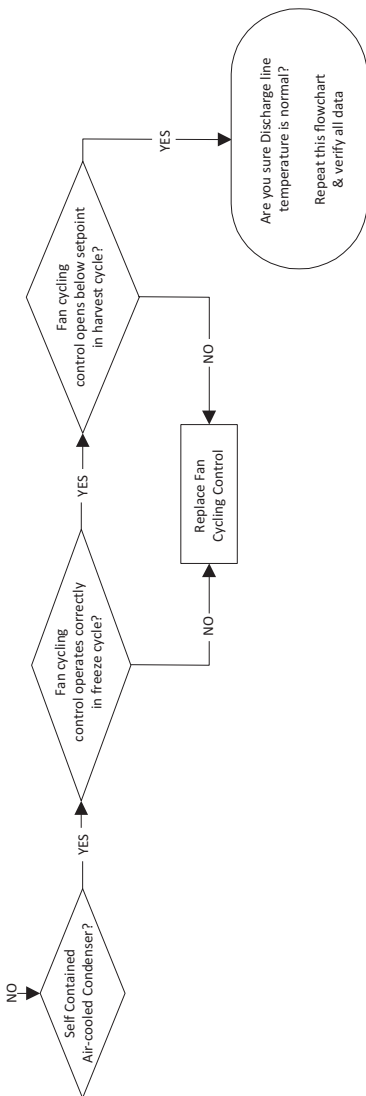 NO
Self Contained
Air-cooled Condenser?
YES
Fan cycling
control operates correctly
in freeze cycle?
YES
NO
Fan cycling
control opens below setpoint
in harvest cycle?
YES
NO
Replace Fan
Cycling Control
Are you sure Discharge line
temperature is normal?
Repeat this flowchart
& verify all data